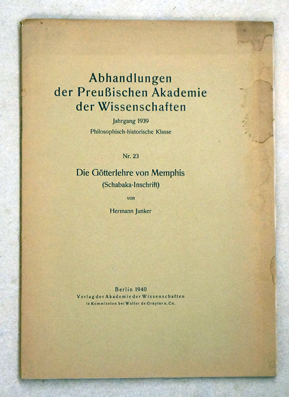 Abhandlungen
der Preußischen Akademie
der Wissenschaften
Jahrgang 1939
Philosophisch-historische Klasse
Nr. 23
Die Götterlehre von Memphis
(Schabaka-Inschrift)
von
Hermann Junker
Berlin 1940
Verlag der Akademie der Wissenschaften
in Kommission bei Walter de Gruyter u. Co.